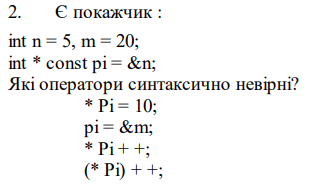 2. Є покажчик :
int n = 5, m = 20;
int * const pi = &n;
Які оператори синтаксично невірні?
* Pi = 10;
pi = &m;
* Pi + +;
(* Pi) + +;